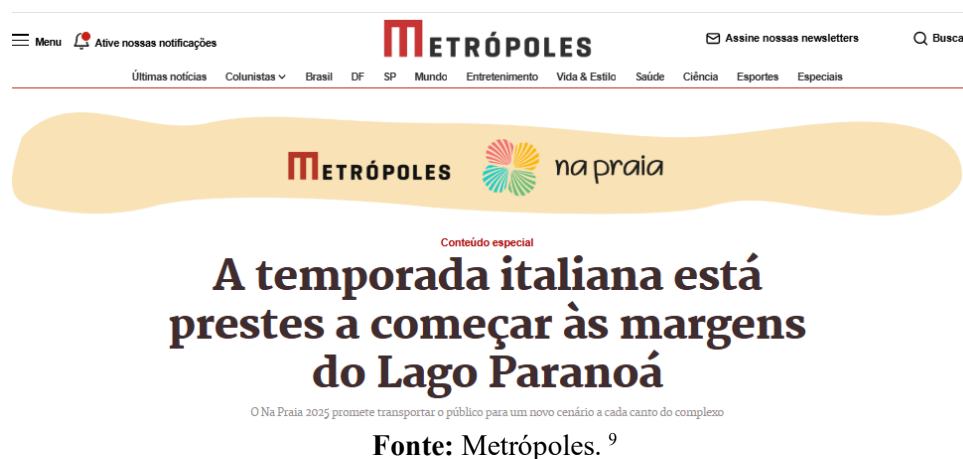 Menu Ative nossas notificações METRÓPOLES Assine nossas newsletters Busca
Últimas notícias Colunistas Brasil DF SP Mundo Entretenimento Vida & Estilo Saúde Ciência Esportes Especiais
METRÓPOLES na praia
Conteúdo especial
A temporada italiana está
prestes a começar às margens
do Lago Paranoá
O Na Praia 2025 promete transportar o público para um novo cenário a cada canto do complexo
Fonte: Metrópoles. 9